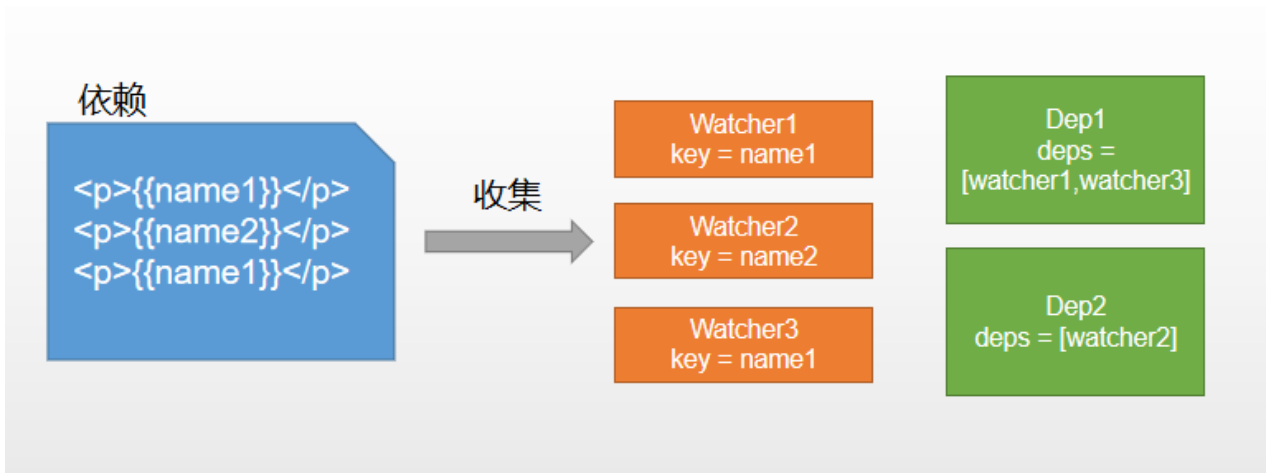 依赖
<p>{{name1}}</p>
<p>{{name2}}</p>
<p>{{name1}}</p>
收集
Watcher1
key = name1
Watcher2
key = name2
Watcher3
key = name1
Dep1
deps =
[watcher1,watcher3]
Dep2
deps = [watcher2]